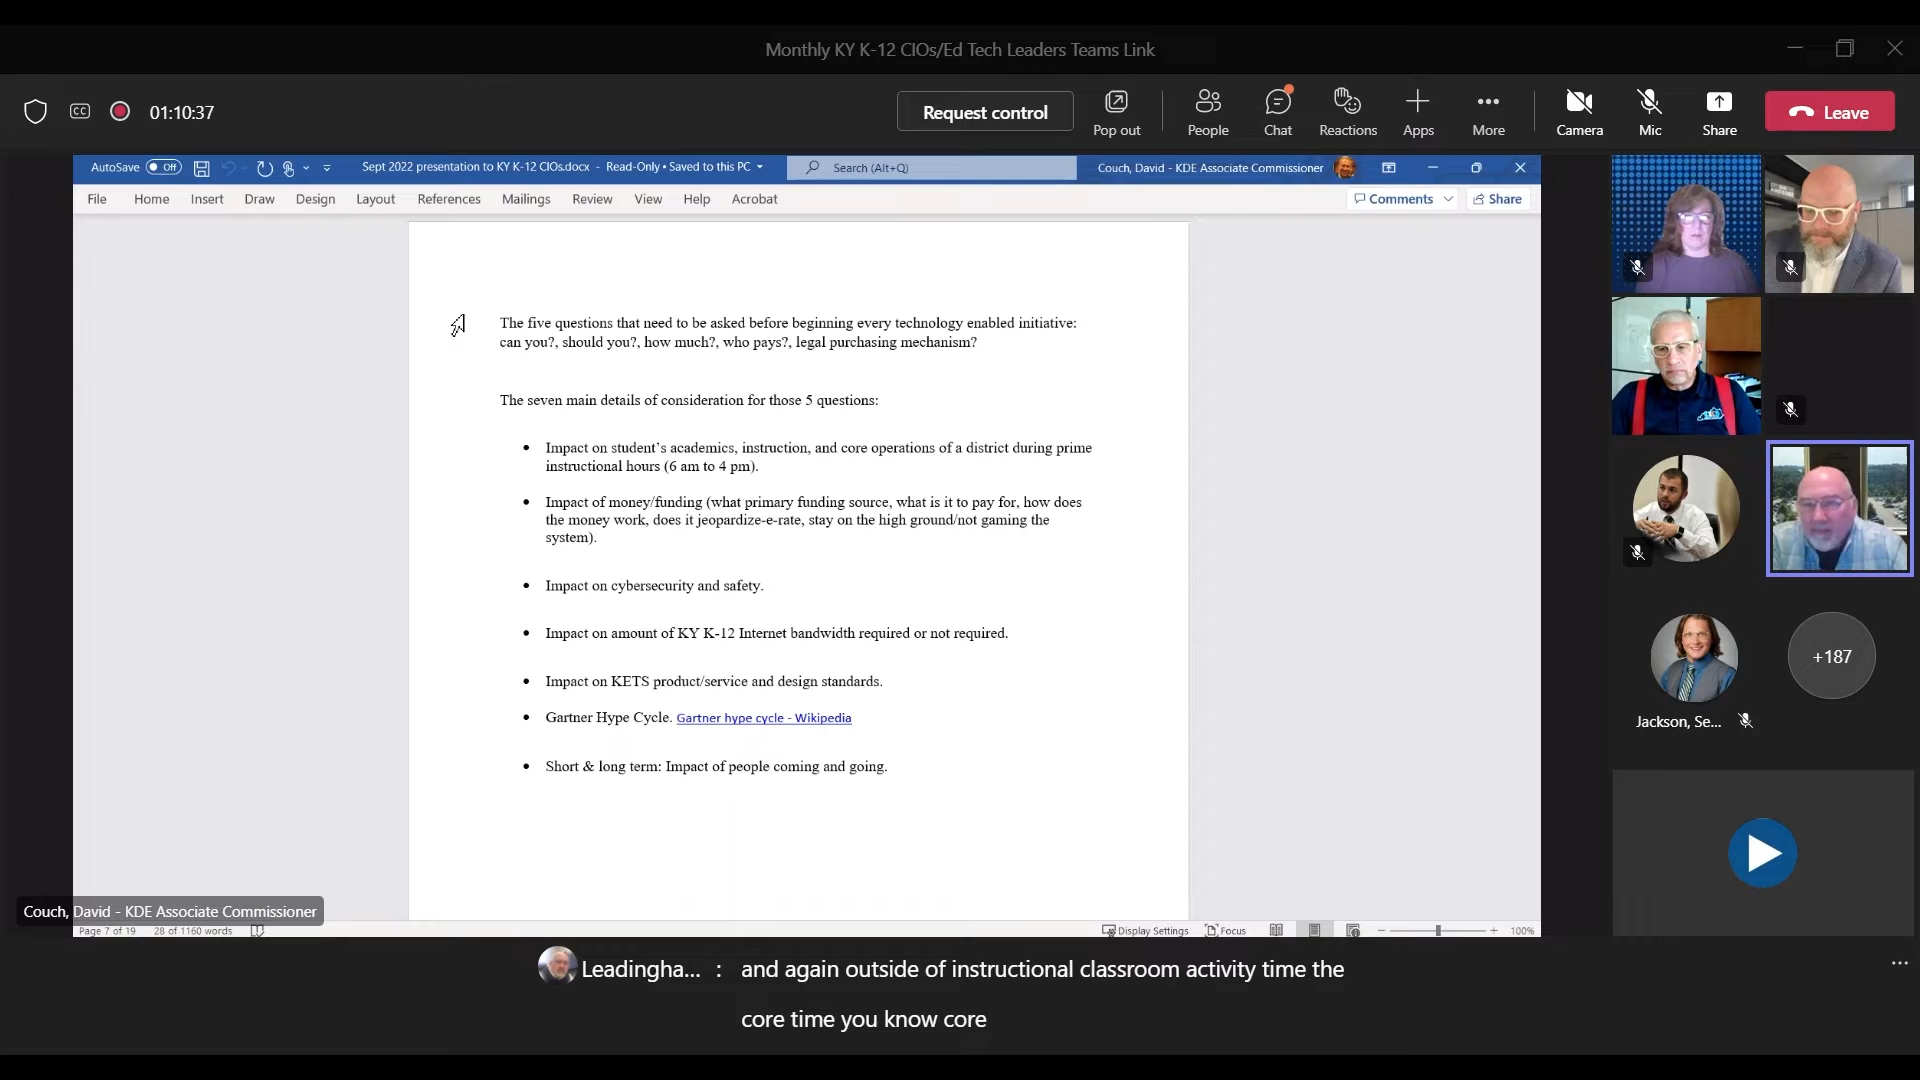 Monthly KY K-12 CIOs/Ed Tech Leaders Teams Link
CC
01:10:37
Request control
Pop out
People
Chat
Reactions
Apps
More
Camera
Mic
Share
Leave
AutoSave
Off
Sept 2022 presentation to KY K-12 CIOs.docx - Read-Only • Saved to this PC
Search (Alt+Q)
Couch, David - KDE Associate Commissioner
File Home Insert Draw Design Layout References Mailings Review View Help Acrobat
Comments
Share
The five questions that need to be asked before beginning every technology enabled initiative:
can you?, should you?, how much?, who pays?, legal purchasing mechanism?
The seven main details of consideration for those 5 questions:
• Impact on student's academics, instruction, and core operations of a district during prime
instructional hours (6 am to 4 pm).
• Impact of money/funding (what primary funding source, what is it to pay for, how does
the money work, does it jeopardize-e-rate, stay on the high ground/not gaming the
system).
• Impact on cybersecurity and safety.
• Impact on amount of KY K-12 Internet bandwidth required or not required.
• Impact on KETS product/service and design standards.
• Gartner Hype Cycle. Gartner hype cycle - Wikipedia
• Short & long term: Impact of people coming and going.
+187
Jackson, Se...
Couch, David - KDE Associate Commissioner
Page 7 of 19
28 of 1160 words
Display Settings
Focus
100%
Leadingha... : and again outside of instructional classroom activity time the
core time you know core